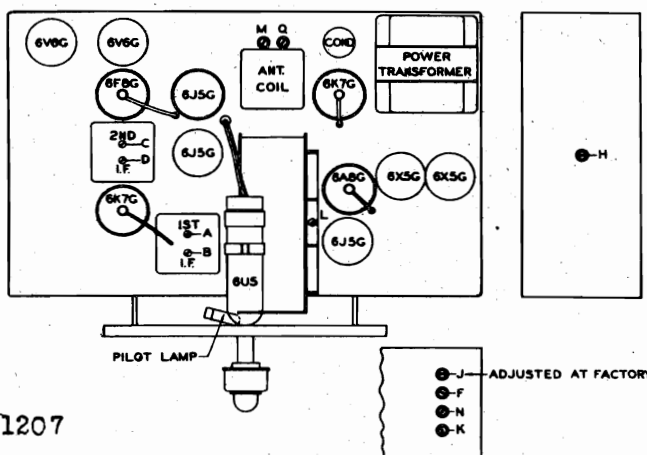 6V6G
6V6G
M Q
COND
POWER
TRANSFORMER
ANT.
COIL
6F8G
6J5G
6K7G
2ND
C
D
I.F.
6J5G
H
6A8G
6X5G
6X5G
6K7G
L
1ST
A
B
I.F.
6J5G
6U5
PILOT LAMP
J ADJUSTED AT FACTORY
F
N
K
1207